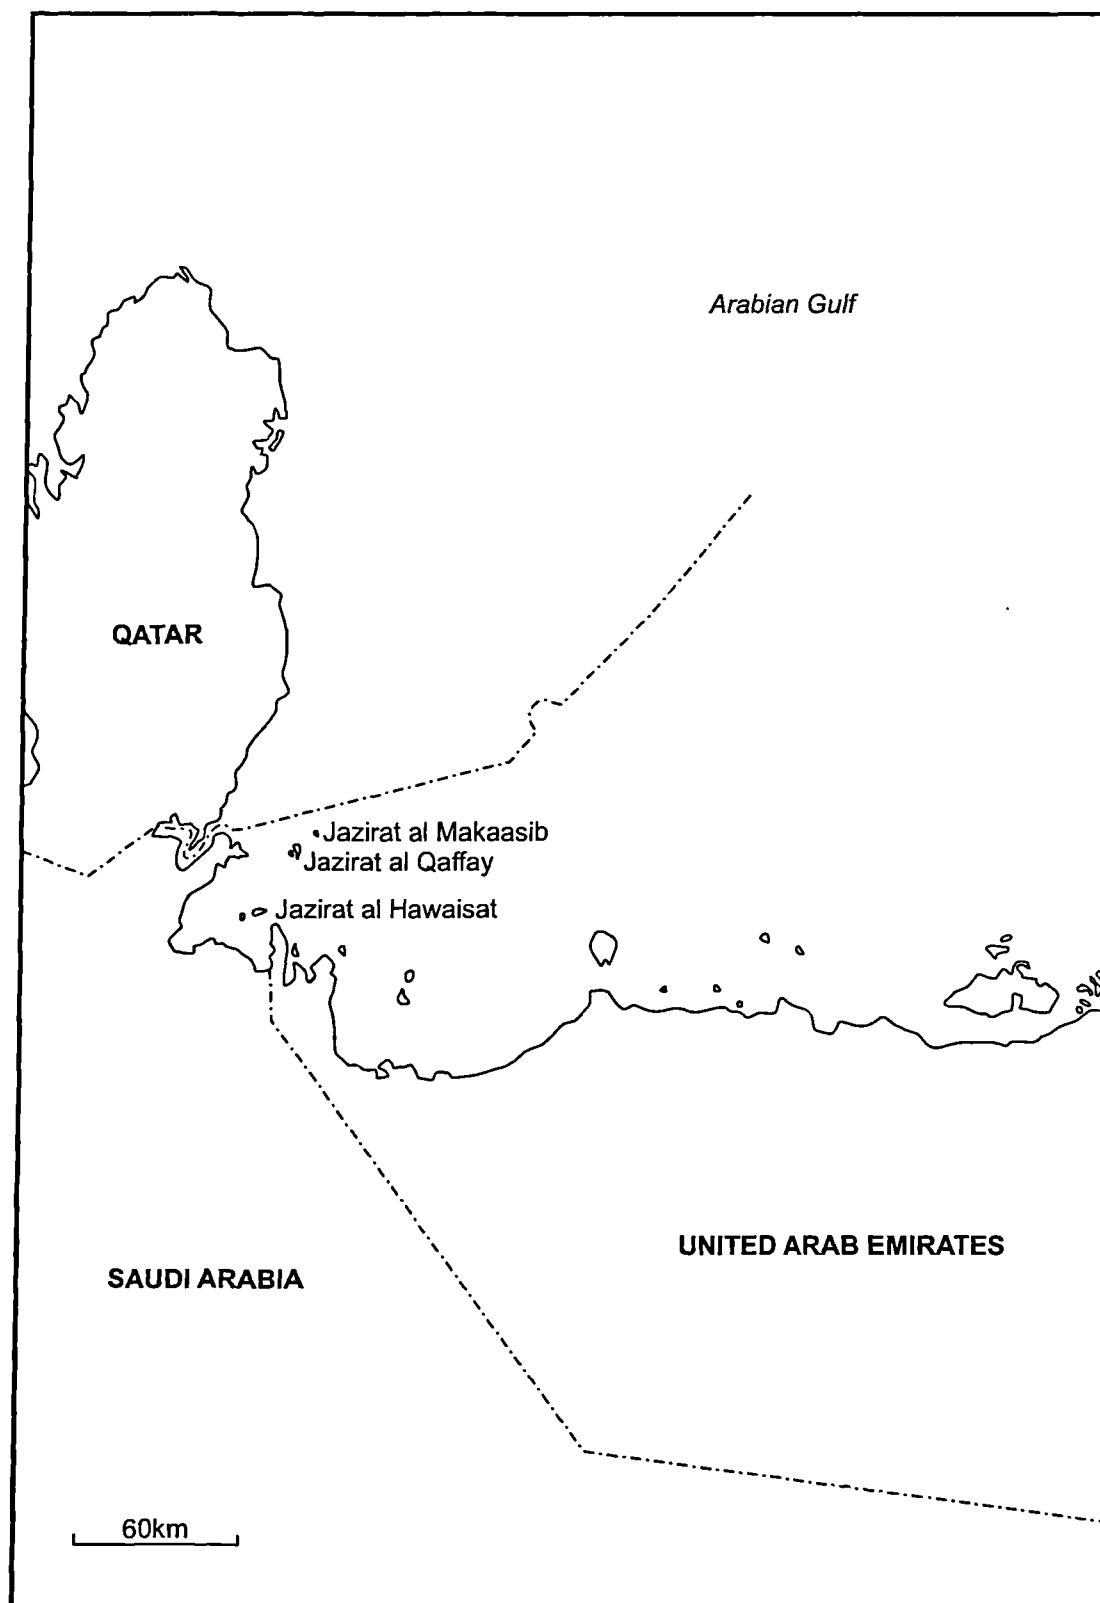 Arabian Gulf
QATAR
Jazirat al Makaasib
Jazirat al Qaffay
Jazirat al Hawaisat
UNITED ARAB EMIRATES
SAUDI ARABIA
60km